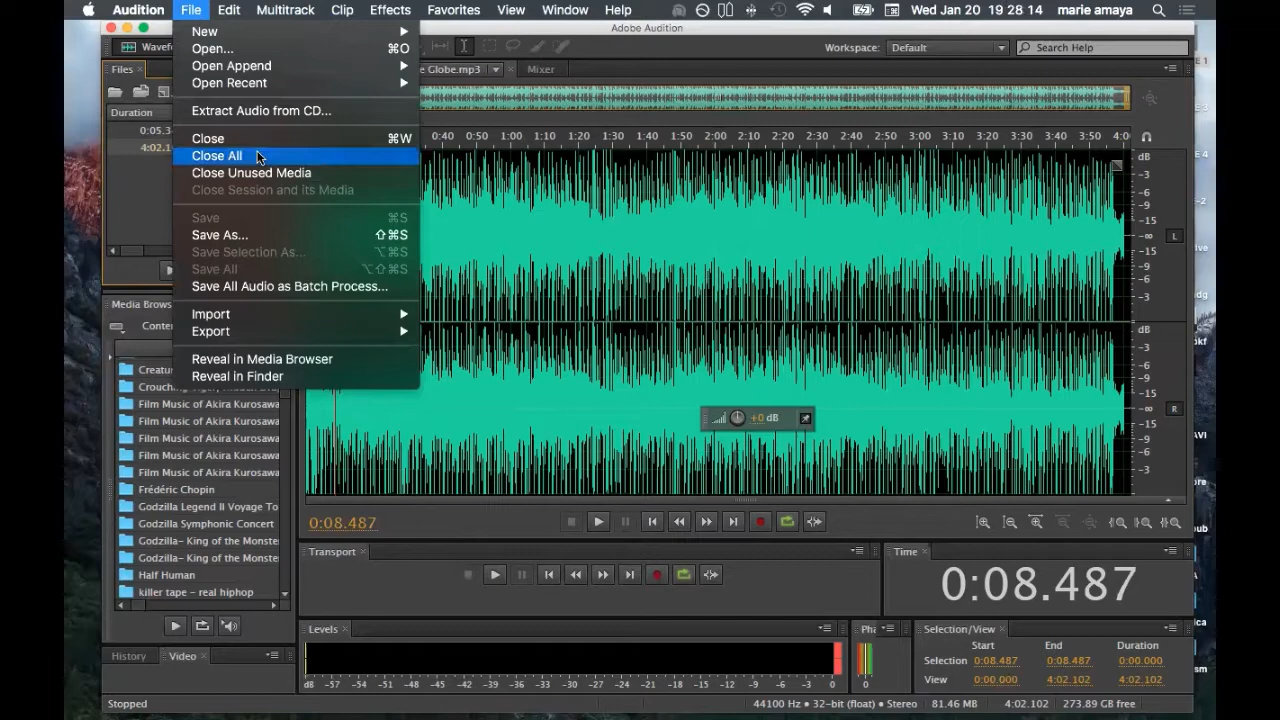 Audition File Edit Multitrack Clip Effects Favorites View Window Help Wed Jan 20 19 28 14 marie amaya
Adobe Audition
Wavef
Workspace: Default
Search Help
Files
Globe.mp3
Mixer
Duration
0:05.3
4:02.1
New
Open... ⌘O
Open Append
Open Recent
Extract Audio from CD...
Close ⌘W
Close All
Close Unused Media
Close Session and its Media
Save ⌘S
Save As... ⇧⌘S
Save Selection As... ⌥⌘S
Save All ⌥⇧⌘S
Save All Audio as Batch Process...
Import
Export
Reveal in Media Browser
Reveal in Finder
0:40 0:50 1:00 1:10 1:20 1:30 1:40 1:50 2:00 2:10 2:20 2:30 2:40 2:50 3:00 3:10 3:20 3:30 3:40 3:50 4:0
dB
-3
-6
-9
-15
-∞
-15
-9
-6
-3
L
dB
-3
-6
-9
-15
-∞
-15
-9
-6
-3
R
+0 dB
Media Brows
Conten
Creatur
Film Music of Akira Kurosawa
Film Music of Akira Kurosawa
Film Music of Akira Kurosawa
Film Music of Akira Kurosawa
Film Music of Akira Kurosawa
Frédéric Chopin
Godzilla Legend II Voyage To
Godzilla Symphonic Concert
Godzilla- King of the Monste
Godzilla- King of the Monste
Half Human
killer tape - real hiphop
0:08.487
Transport
Time
0:08.487
History
Video
Levels
dB -57 -54 -51 -48 -45 -42 -39 -36 -33 -30 -27 -24 -21 -18 -15 -12 -9 -6 -3 0
Pha
0
Selection/View
Start End Duration
Selection 0:08.487 0:08.487 0:00.000
View 0:00.000 4:02.102 4:02.102
Stopped
44100 Hz • 32-bit (float) • Stereo 81.46 MB 4:02.102 273.89 GB free